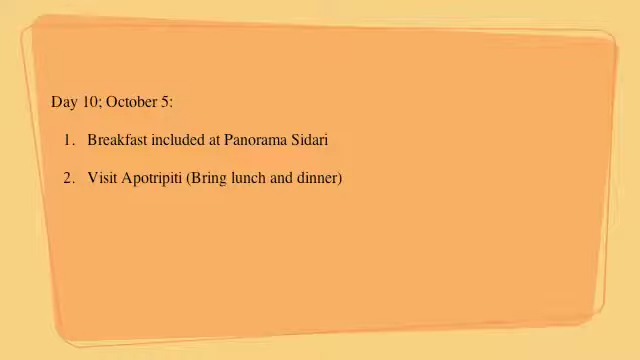 Day 10; October 5:
1. Breakfast included at Panorama Sidari
2. Visit Apotripiti (Bring lunch and dinner)